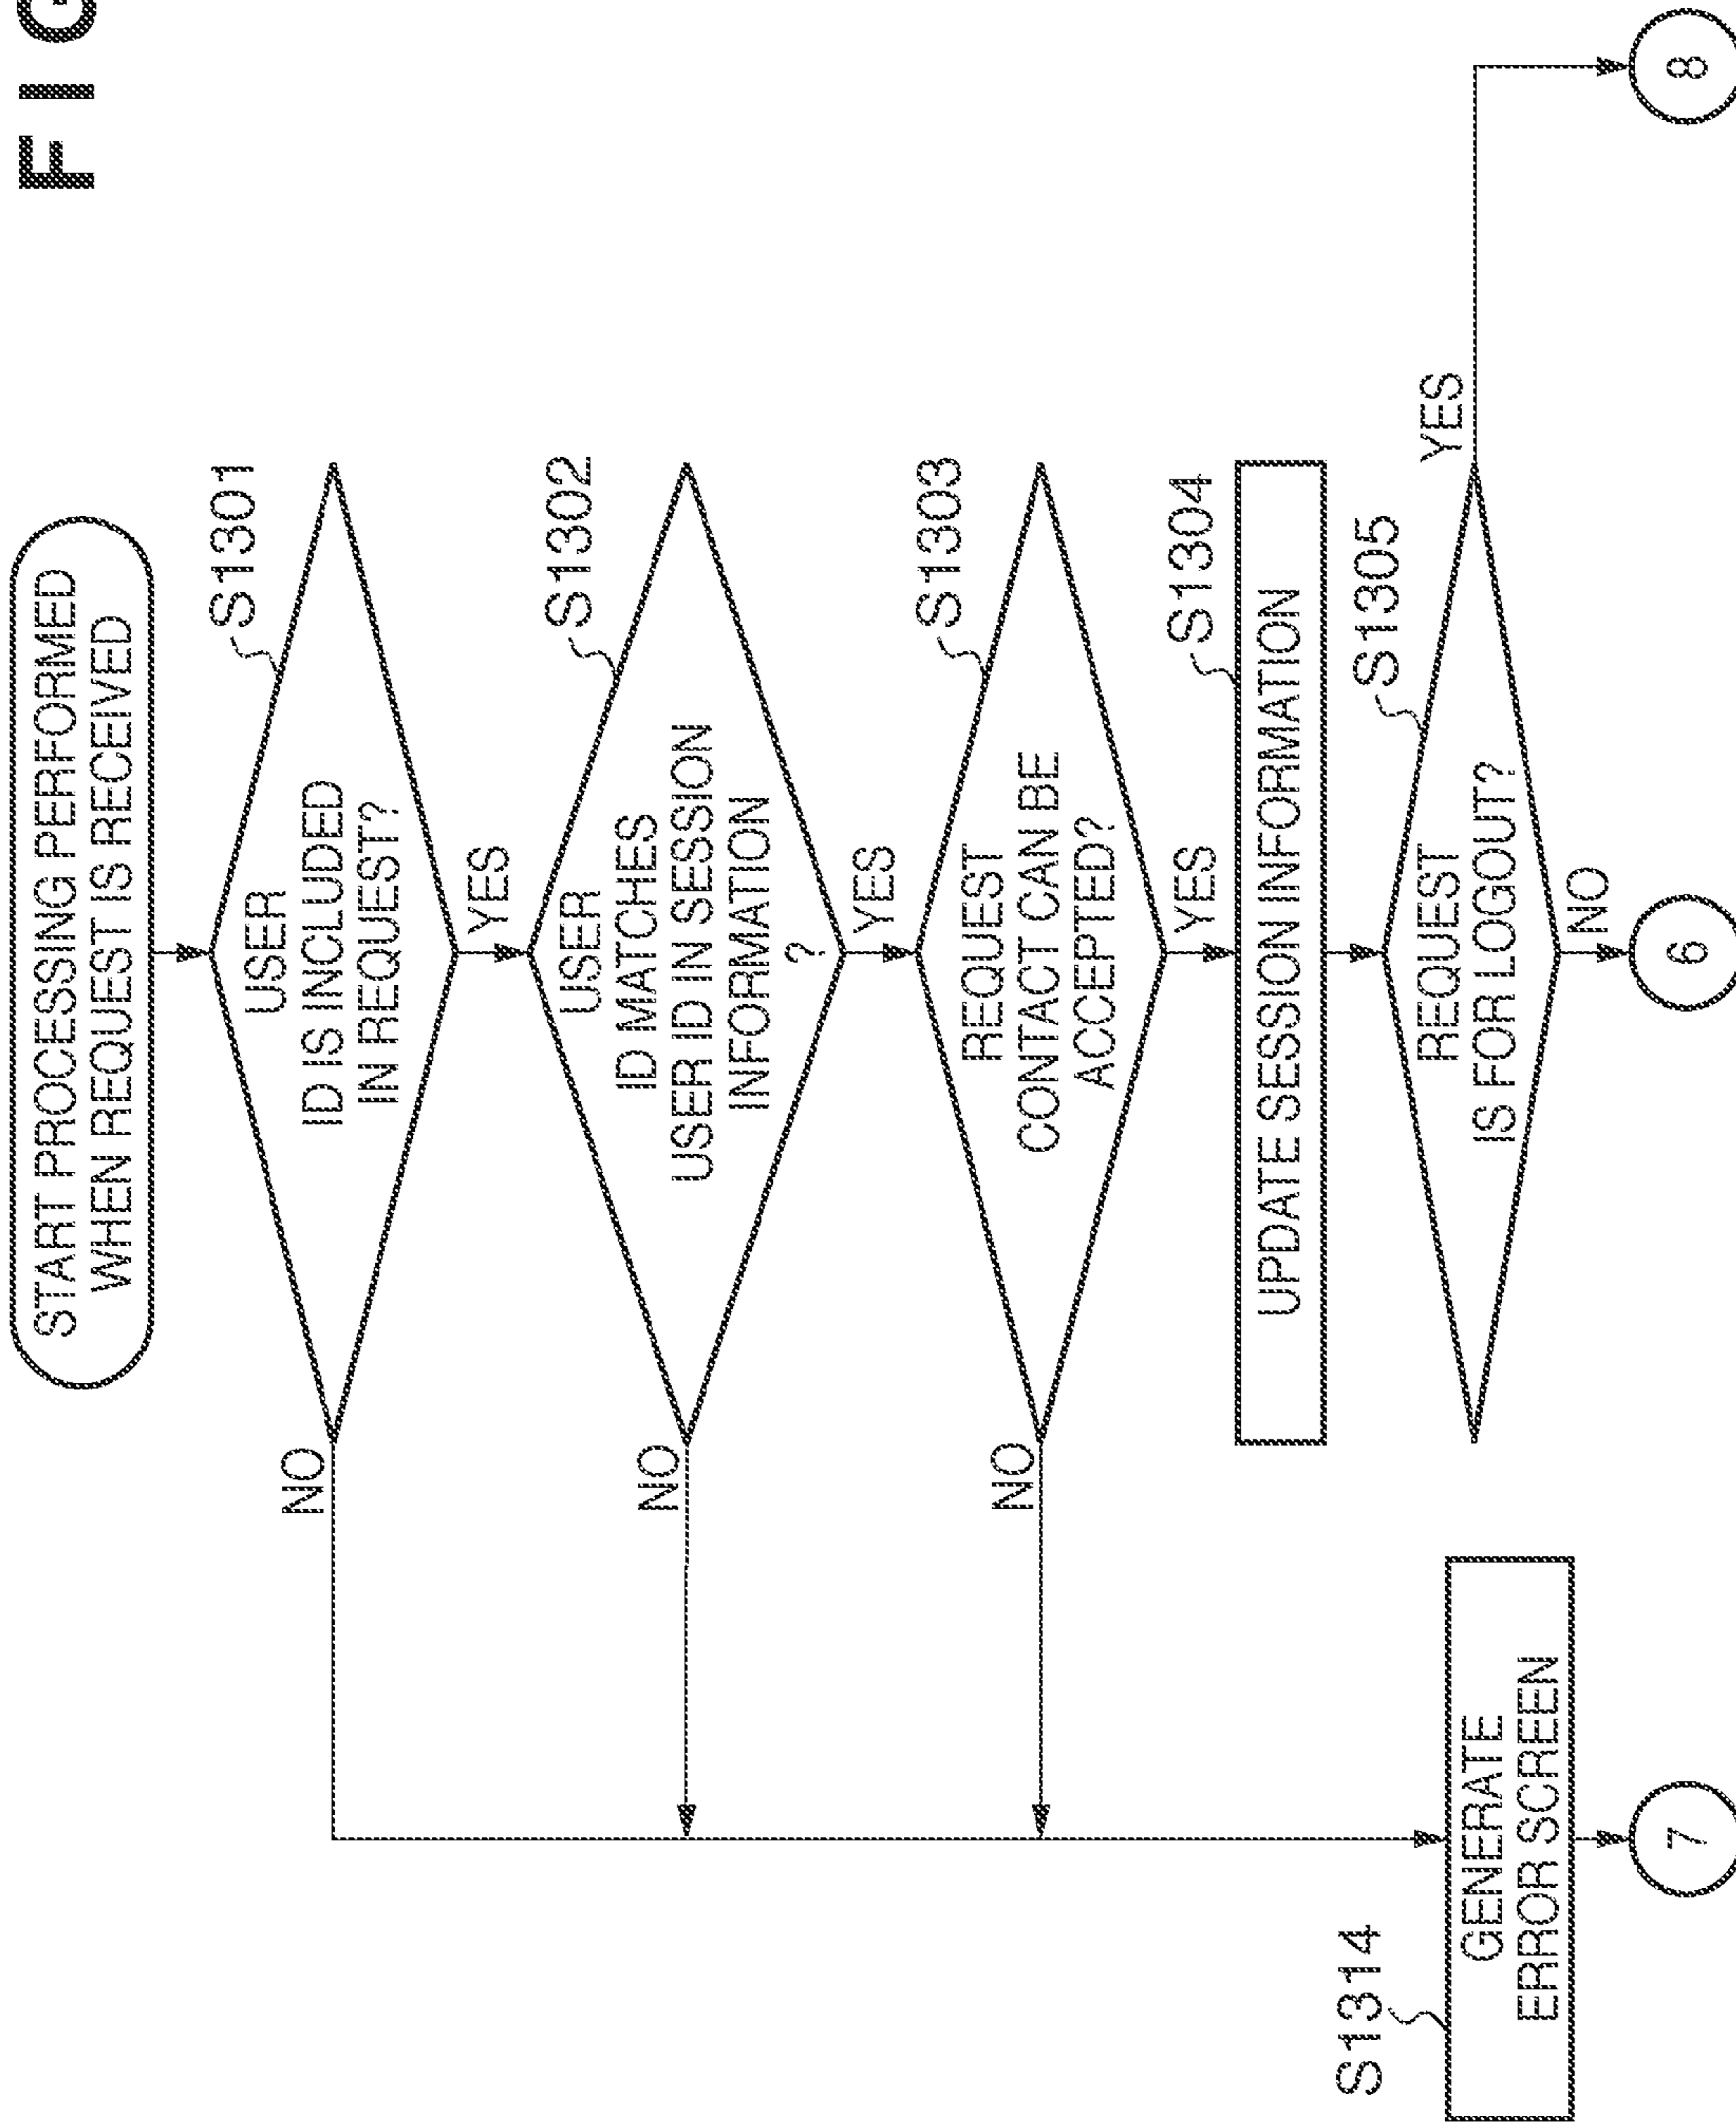 FIG
START PROCESSING PERFORMED
WHEN REQUEST IS RECEIVED
S1301
USER
ID IS INCLUDED
IN REQUEST?
NO
YES
S1302
USER
ID MATCHES
USER ID IN SESSION
INFORMATION
?
NO
YES
S1303
REQUEST
CONTACT CAN BE
ACCEPTED?
NO
YES
S1304
UPDATE SESSION INFORMATION
S1305
REQUEST
IS FOR LOGOUT?
YES
NO
S1314
GENERATE
ERROR SCREEN
7
6
8